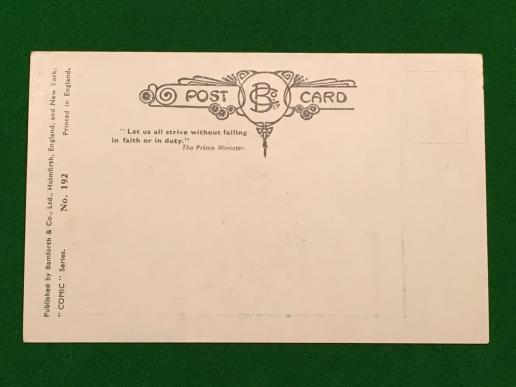 POST CARD
B & Co Ltd
" Let us all strive without failing
in faith or in duty."
The Prime Minister
Published by Bamforth & Co., Ltd., Holmfirth, England, and New York.
"COMIC" Series.
No. 192
Printed in England.